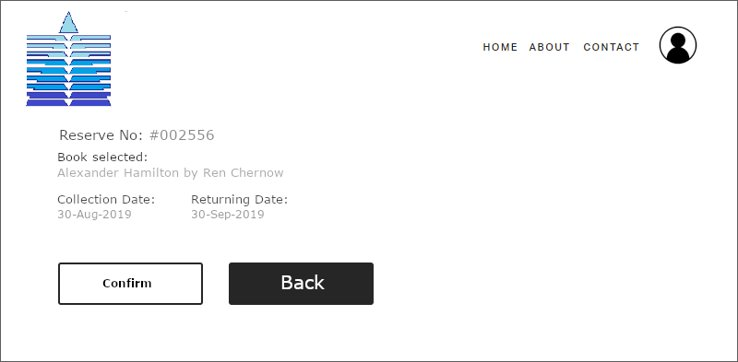 HOME ABOUT CONTACT
Reserve No: #002556
Book selected:
Alexander Hamilton by Ren Chernow
Collection Date: Returning Date:
30-Aug-2019 30-Sep-2019
Confirm Back